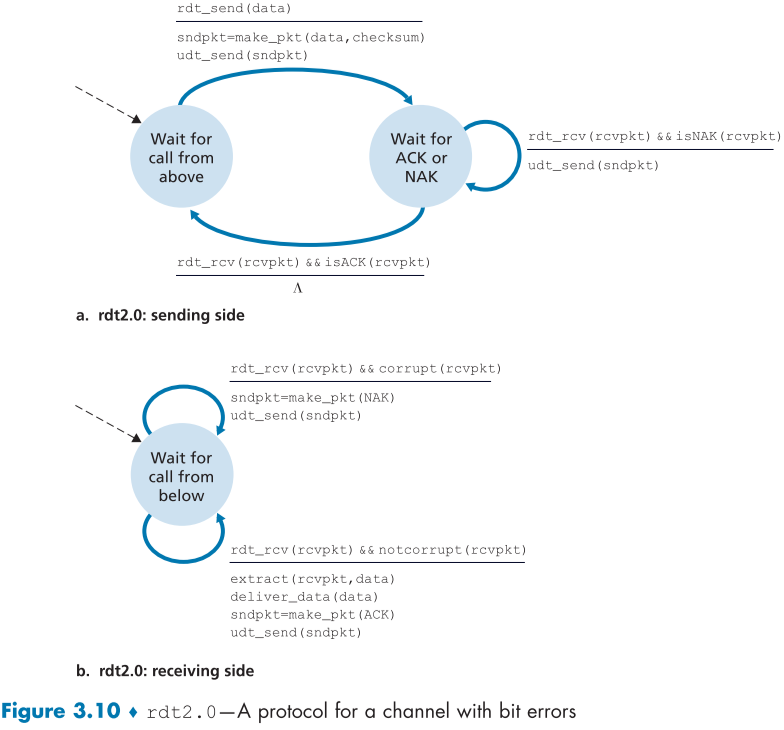 rdt_send(data)
sndpkt=make_pkt(data,checksum)
udt_send(sndpkt)
Wait for
call from
above
Wait for
ACK or
NAK
rdt_rcv(rcvpkt) && isNAK(rcvpkt)
udt_send(sndpkt)
rdt_rcv(rcvpkt) && isACK(rcvpkt)
Λ
a. rdt2.0: sending side
rdt_rcv(rcvpkt) && corrupt(rcvpkt)
sndpkt=make_pkt(NAK)
udt_send(sndpkt)
Wait for
call from
below
rdt_rcv(rcvpkt) && notcorrupt(rcvpkt)
extract(rcvpkt,data)
deliver_data(data)
sndpkt=make_pkt(ACK)
udt_send(sndpkt)
b. rdt2.0: receiving side
Figure 3.10 ♦ rdt2.0—A protocol for a channel with bit errors